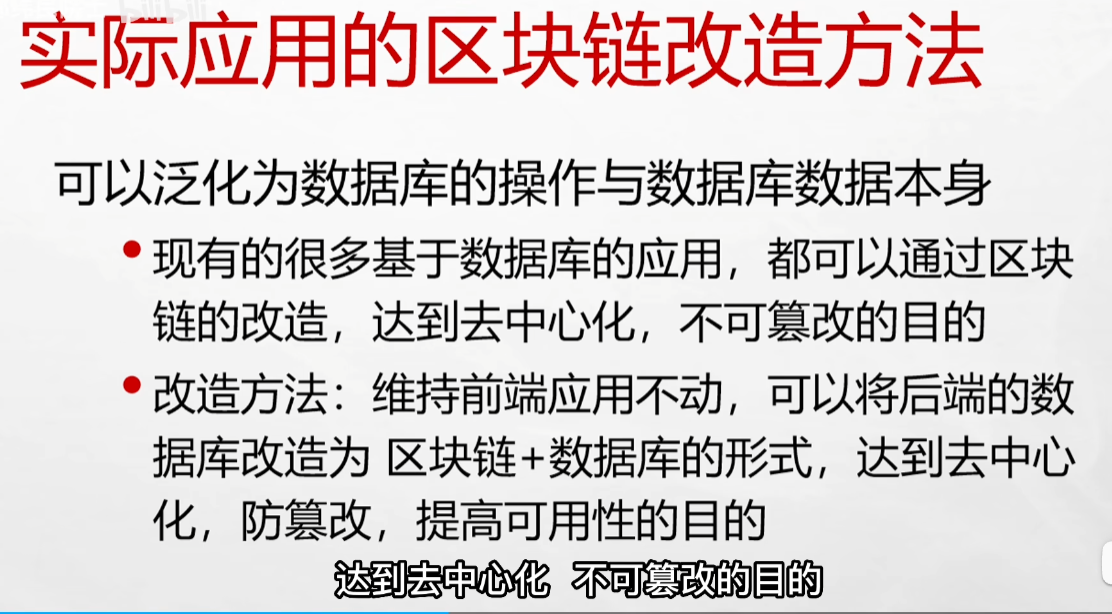 实际应用的区块链改造方法
可以泛化为数据库的操作与数据库数据本身
现有的很多基于数据库的应用，都可以通过区块
链的改造，达到去中心化，不可篡改的目的
改造方法：维持前端应用不动，可以将后端的数
据库改造为 区块链+数据库的形式，达到去中心
化，防篡改，提高可用性的目的
达到去中心化 不可篡改的目的